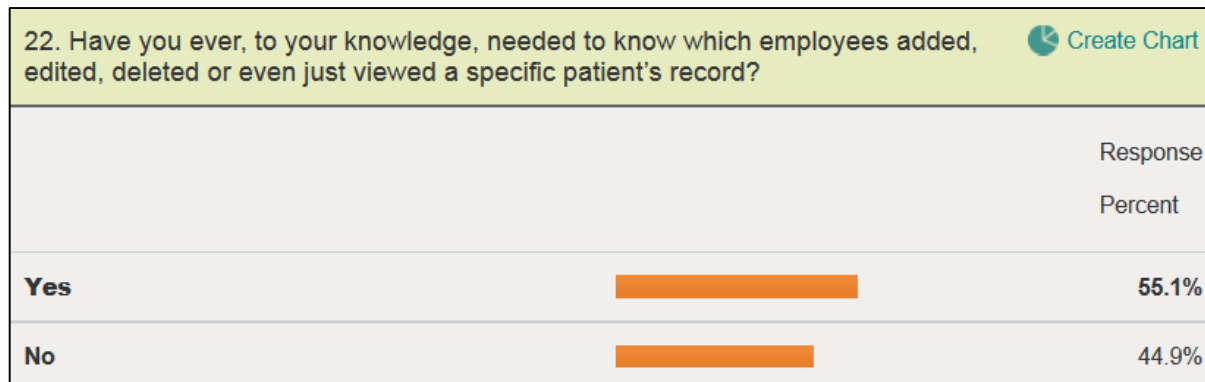 22. Have you ever, to your knowledge, needed to know which employees added,
edited, deleted or even just viewed a specific patient's record?
Create Chart
Response
Percent
Yes 55.1%
No 44.9%